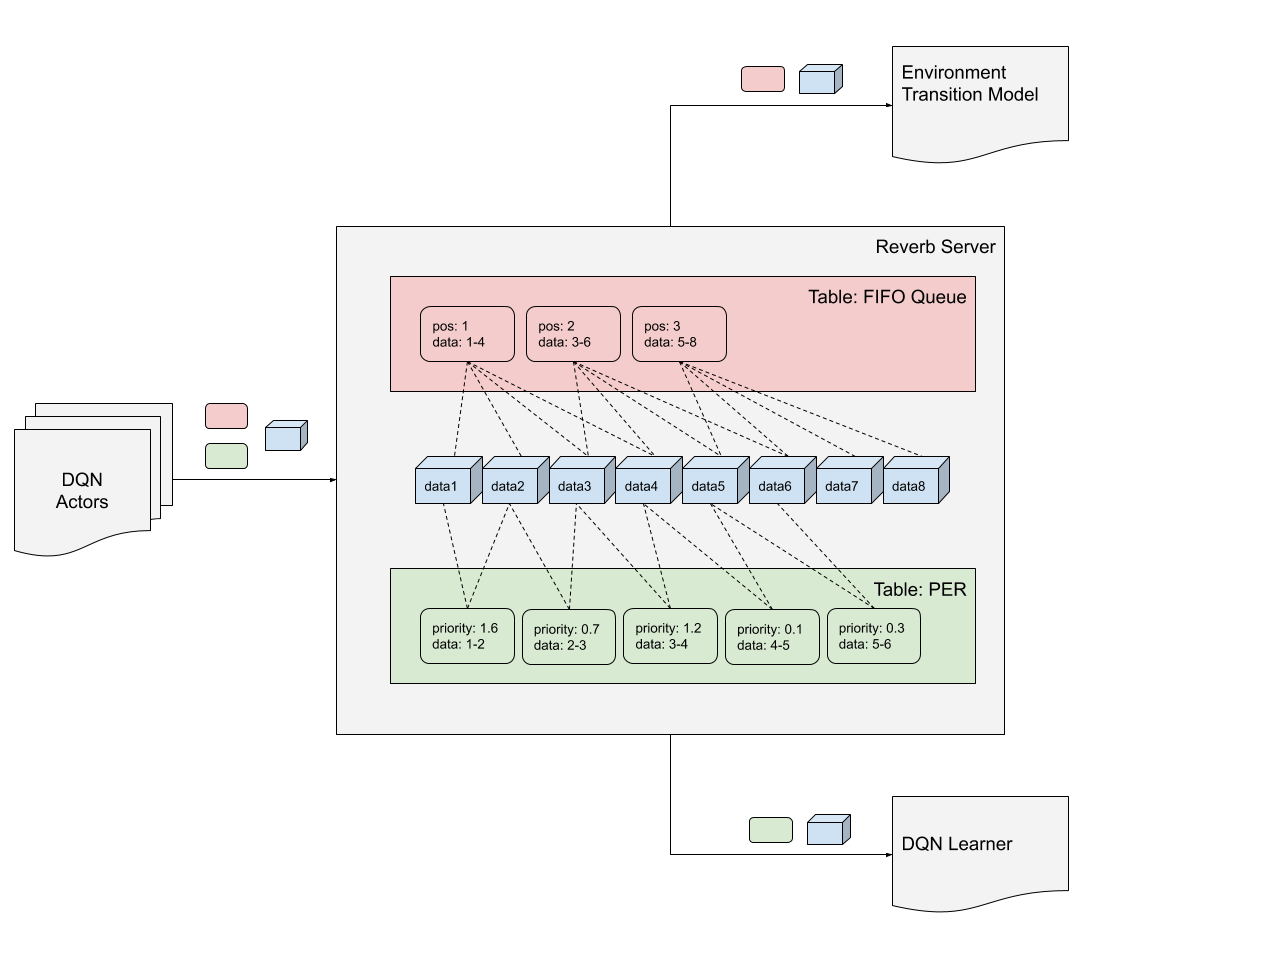 Environment
Transition Model
Reverb Server
Table: FIFO Queue
pos: 1
data: 1-4
pos: 2
data: 3-6
pos: 3
data: 5-8
DQN
Actors
data1
data2
data3
data4
data5
data6
data7
data8
Table: PER
priority: 1.6
data: 1-2
priority: 0.7
data: 2-3
priority: 1.2
data: 3-4
priority: 0.1
data: 4-5
priority: 0.3
data: 5-6
DQN Learner